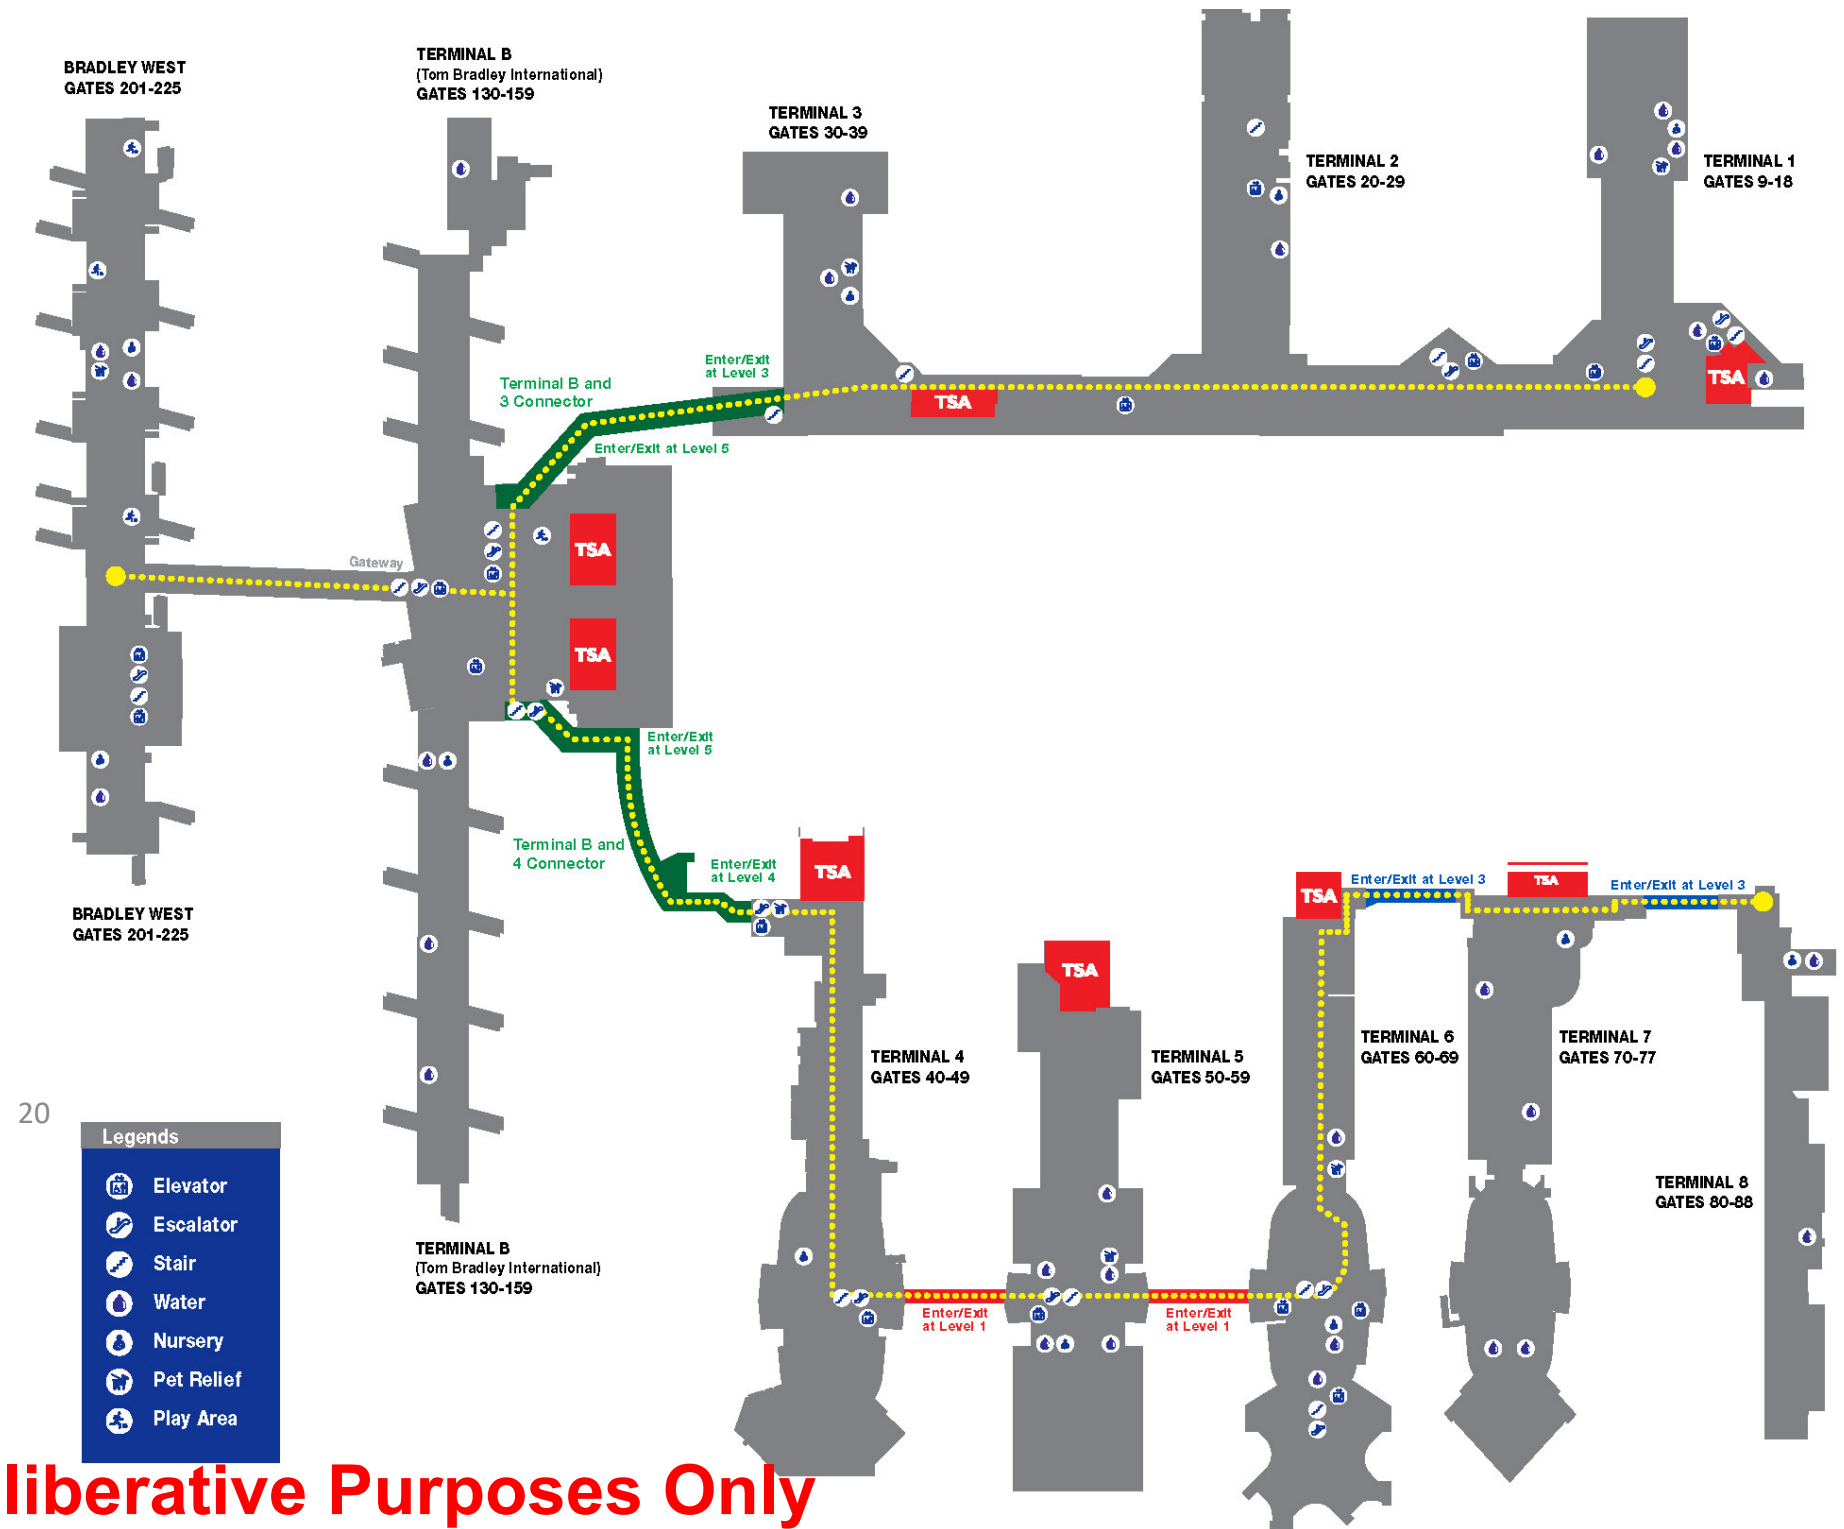 BRADLEY WEST
GATES 201-225
TERMINAL B
(Tom Bradley International)
GATES 130-159
TERMINAL 3
GATES 30-39
TERMINAL 2
GATES 20-29
TERMINAL 1
GATES 9-18
Enter/Exit
at Level 3
Terminal B and
3 Connector
TSA
TSA
Enter/Exit at Level 5
Gateway
TSA
TSA
Enter/Exit
at Level 5
Terminal B and
4 Connector
Enter/Exit
at Level 4
TSA
TSA
Enter/Exit at Level 3
TSA
Enter/Exit at Level 3
BRADLEY WEST
GATES 201-225
TSA
TERMINAL 4
GATES 40-49
TERMINAL 5
GATES 50-59
TERMINAL 6
GATES 60-69
TERMINAL 7
GATES 70-77
TERMINAL 8
GATES 80-88
20
Legends
Elevator
Escalator
Stair
Water
Nursery
Pet Relief
Play Area
TERMINAL B
(Tom Bradley International)
GATES 130-159
Enter/Exit
at Level 1
Enter/Exit
at Level 1
liberative Purposes Only